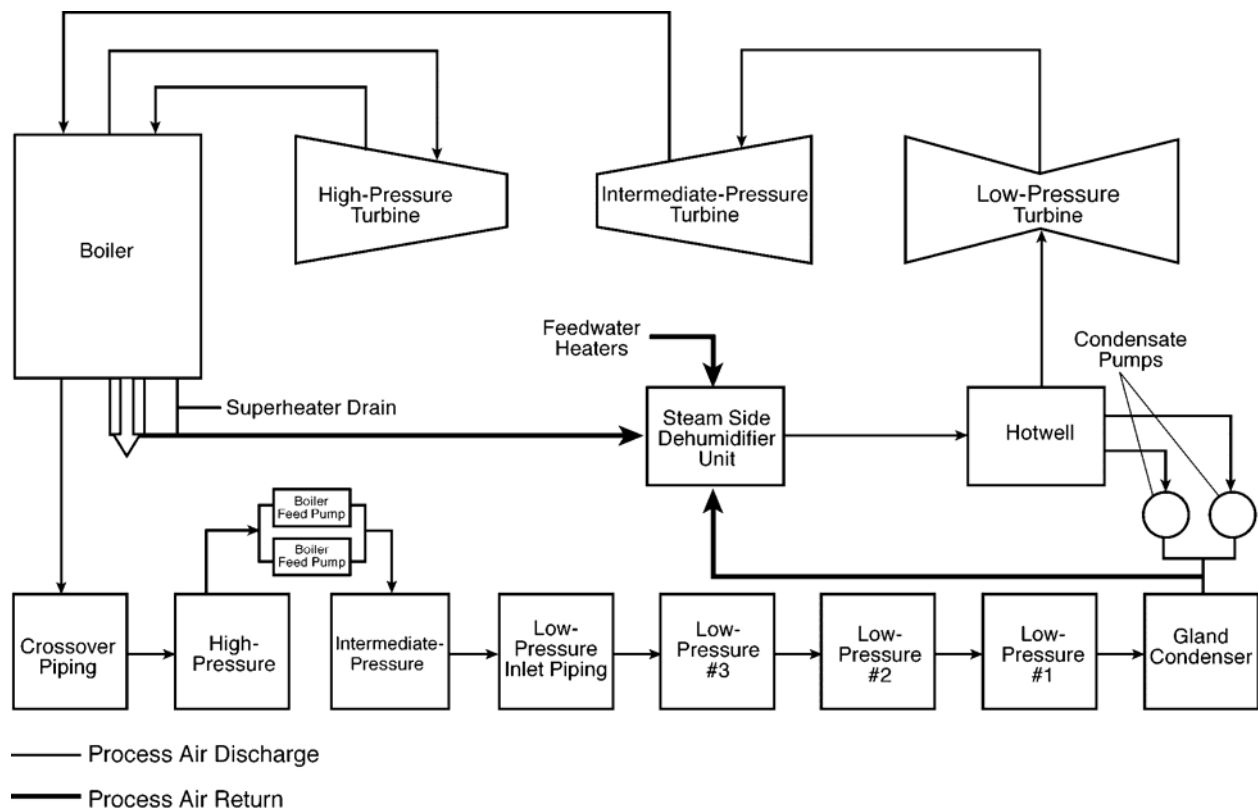 Boiler
High-Pressure
Turbine
Intermediate-Pressure
Turbine
Low-Pressure
Turbine
Feedwater
Heaters
Condensate
Pumps
Superheater Drain
Steam Side
Dehumidifier
Unit
Hotwell
Boiler
Feed Pump
Boiler
Feed Pump
Crossover
Piping
High-
Pressure
Intermediate-
Pressure
Low-
Pressure
Inlet Piping
Low-
Pressure
#3
Low-
Pressure
#2
Low-
Pressure
#1
Gland
Condenser
Process Air Discharge
Process Air Return